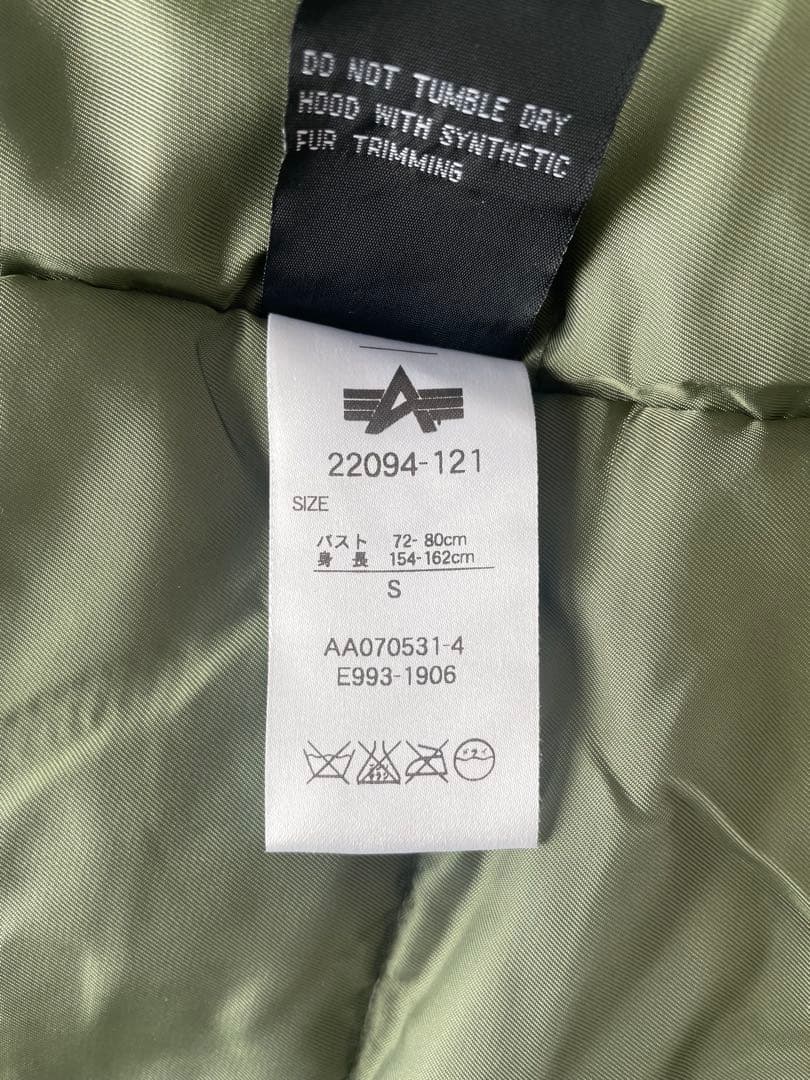 DO NOT TUMBLE DRY
HOOD WITH SYNTHETIC
FUR TRIMMING
22094-121
SIZE
バスト 72- 80cm
身 長 154-162cm
S
AA070531-4
E993-1906